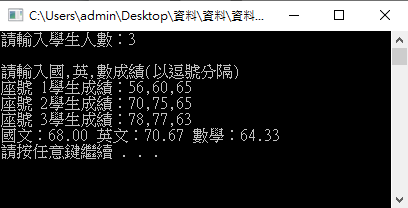 C:\Users\admin\Desktop\資料\資料\資料...
請輸入學生人數：3
請輸入國,英,數成績(以逗號分隔)
座號 1學生成績：56,60,65
座號 2學生成績：70,75,65
座號 3學生成績：78,77,63
國文：68.00 英文：70.67 數學：64.33
請按任意鍵繼續 . . .